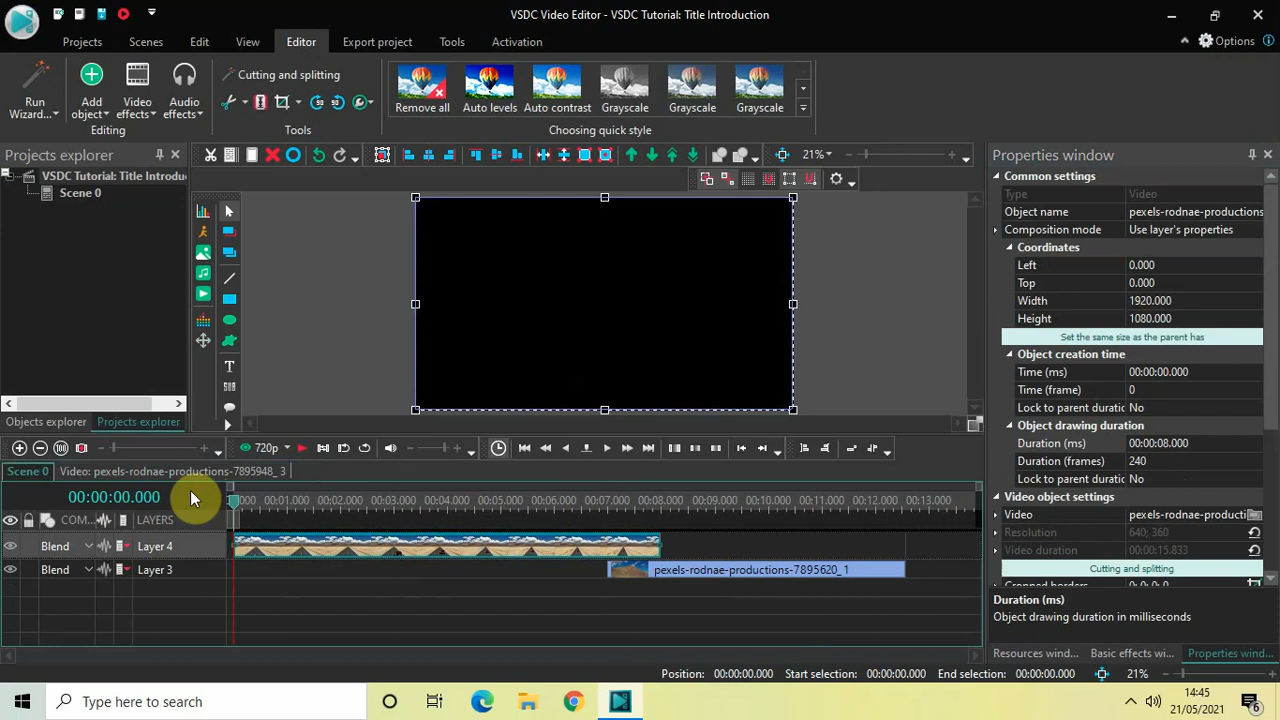 VSDC Video Editor - VSDC Tutorial: Title Introduction
Projects Scenes Edit View Editor Export project Tools Activation
Options
Run Wizard...
Add object
Video effects
Audio effects
Editing
Cutting and splitting
Tools
Remove all Auto levels Auto contrast Grayscale Grayscale Grayscale
Choosing quick style
Projects explorer
VSDC Tutorial: Title Introdu
Scene 0
Objects explorer Projects explorer
21%
Properties window
Common settings
Type Video
Object name pexels-rodnae-productions
Composition mode Use layer's properties
Coordinates
Left 0.000
Top 0.000
Width 1920.000
Height 1080.000
Set the same size as the parent has
Object creation time
Time (ms) 00:00:00.000
Time (frame) 0
Lock to parent duratic No
Object drawing duration
Duration (ms) 00:00:08.000
Duration (frames) 240
Lock to parent duratic No
Video object settings
Video pexels-rodnae-producti
Resolution 640; 360
Video duration 00:00:15.833
Cutting and splitting
Cropped borders 0; 0; 0; 0
Duration (ms)
Object drawing duration in milliseconds
Resources wind... Basic effects wi... Properties wind...
720p
Scene 0 Video: pexels-rodnae-productions-7895948_3
00:00:00.000
:000 00:01.000 00:02.000 00:03.000 00:04.000 00:05.000 00:06.000 00:07.000 00:08.000 00:09.000 00:10.000 00:11.000 00:12.000 00:13.000
COM... LAYERS
Blend Layer 4
Blend Layer 3 pexels-rodnae-productions-7895620_1
Position: 00:00:00.000 Start selection: 00:00:00.000 End selection: 00:00:00.000 21%
Type here to search
14:45
21/05/2021
6